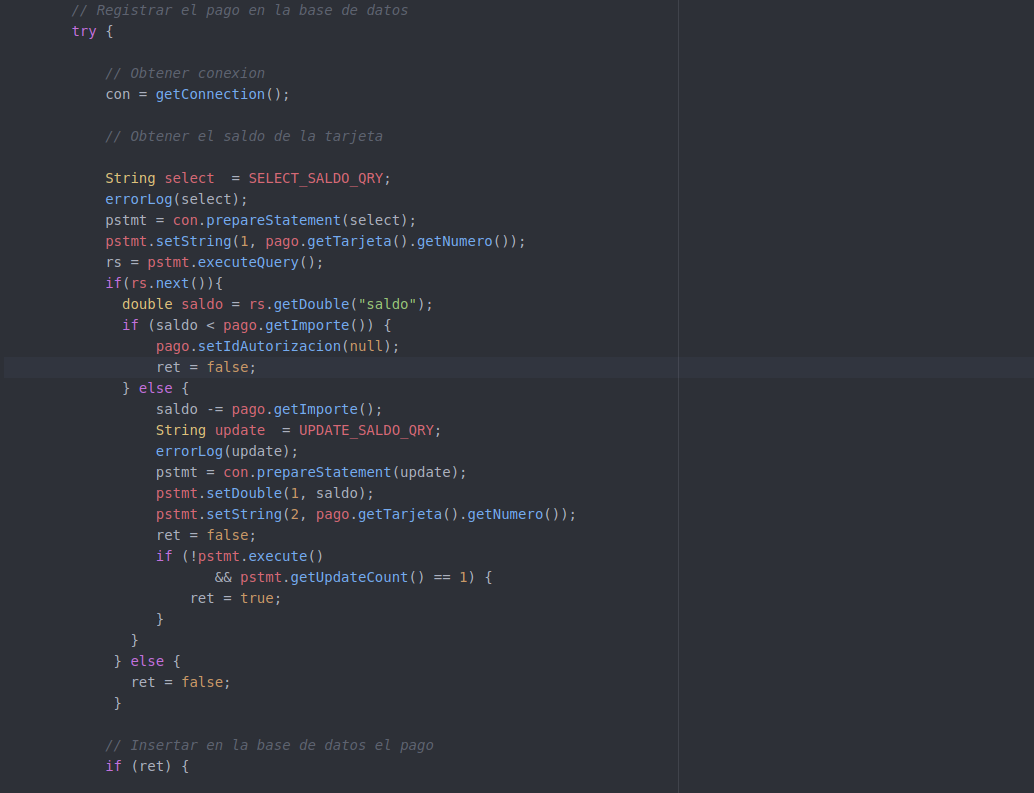 // Registrar el pago en la base de datos
try {
// Obtener conexion
con = getConnection();
// Obtener el saldo de la tarjeta
String select  = SELECT_SALDO_QRY;
errorLog(select);
pstmt = con.prepareStatement(select);
pstmt.setString(1, pago.getTarjeta().getNumero());
rs = pstmt.executeQuery();
if(rs.next()){
double saldo = rs.getDouble("saldo");
if (saldo < pago.getImporte()) {
pago.setIdAutorizacion(null);
ret = false;
} else {
saldo -= pago.getImporte();
String update  = UPDATE_SALDO_QRY;
errorLog(update);
pstmt = con.prepareStatement(update);
pstmt.setDouble(1, saldo);
pstmt.setString(2, pago.getTarjeta().getNumero());
ret = false;
if (!pstmt.execute()
&& pstmt.getUpdateCount() == 1) {
ret = true;
}
}
} else {
ret = false;
}
// Insertar en la base de datos el pago
if (ret) {